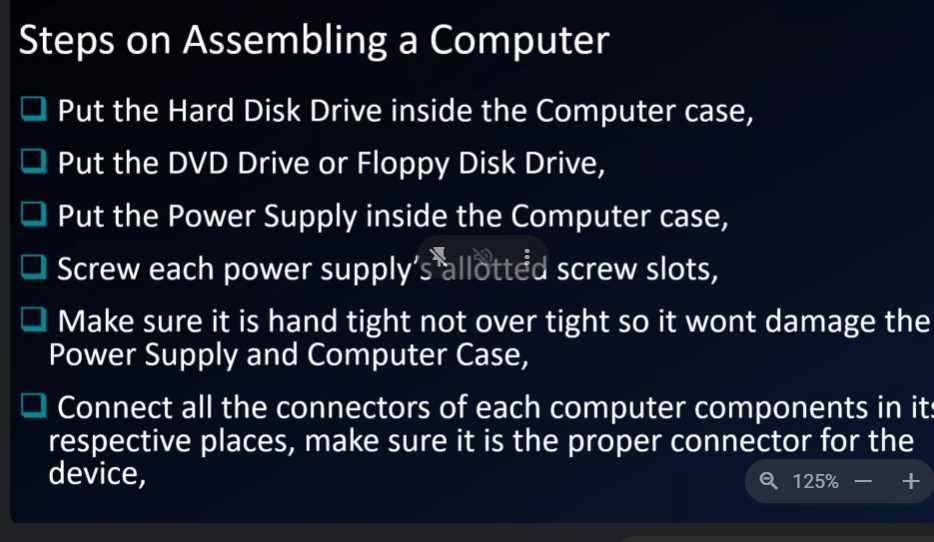 Steps on Assembling a Computer
Put the Hard Disk Drive inside the Computer case,
Put the DVD Drive or Floppy Disk Drive,
Put the Power Supply inside the Computer case,
Screw each power supply's allotted screw slots,
Make sure it is hand tight not over tight so it wont damage the
Power Supply and Computer Case,
Connect all the connectors of each computer components in its
respective places, make sure it is the proper connector for the
device,
125%